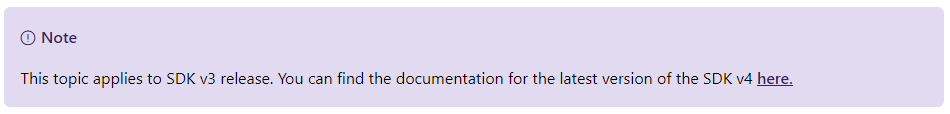 Note
This topic applies to SDK v3 release. You can find the documentation for the latest version of the SDK v4 here.